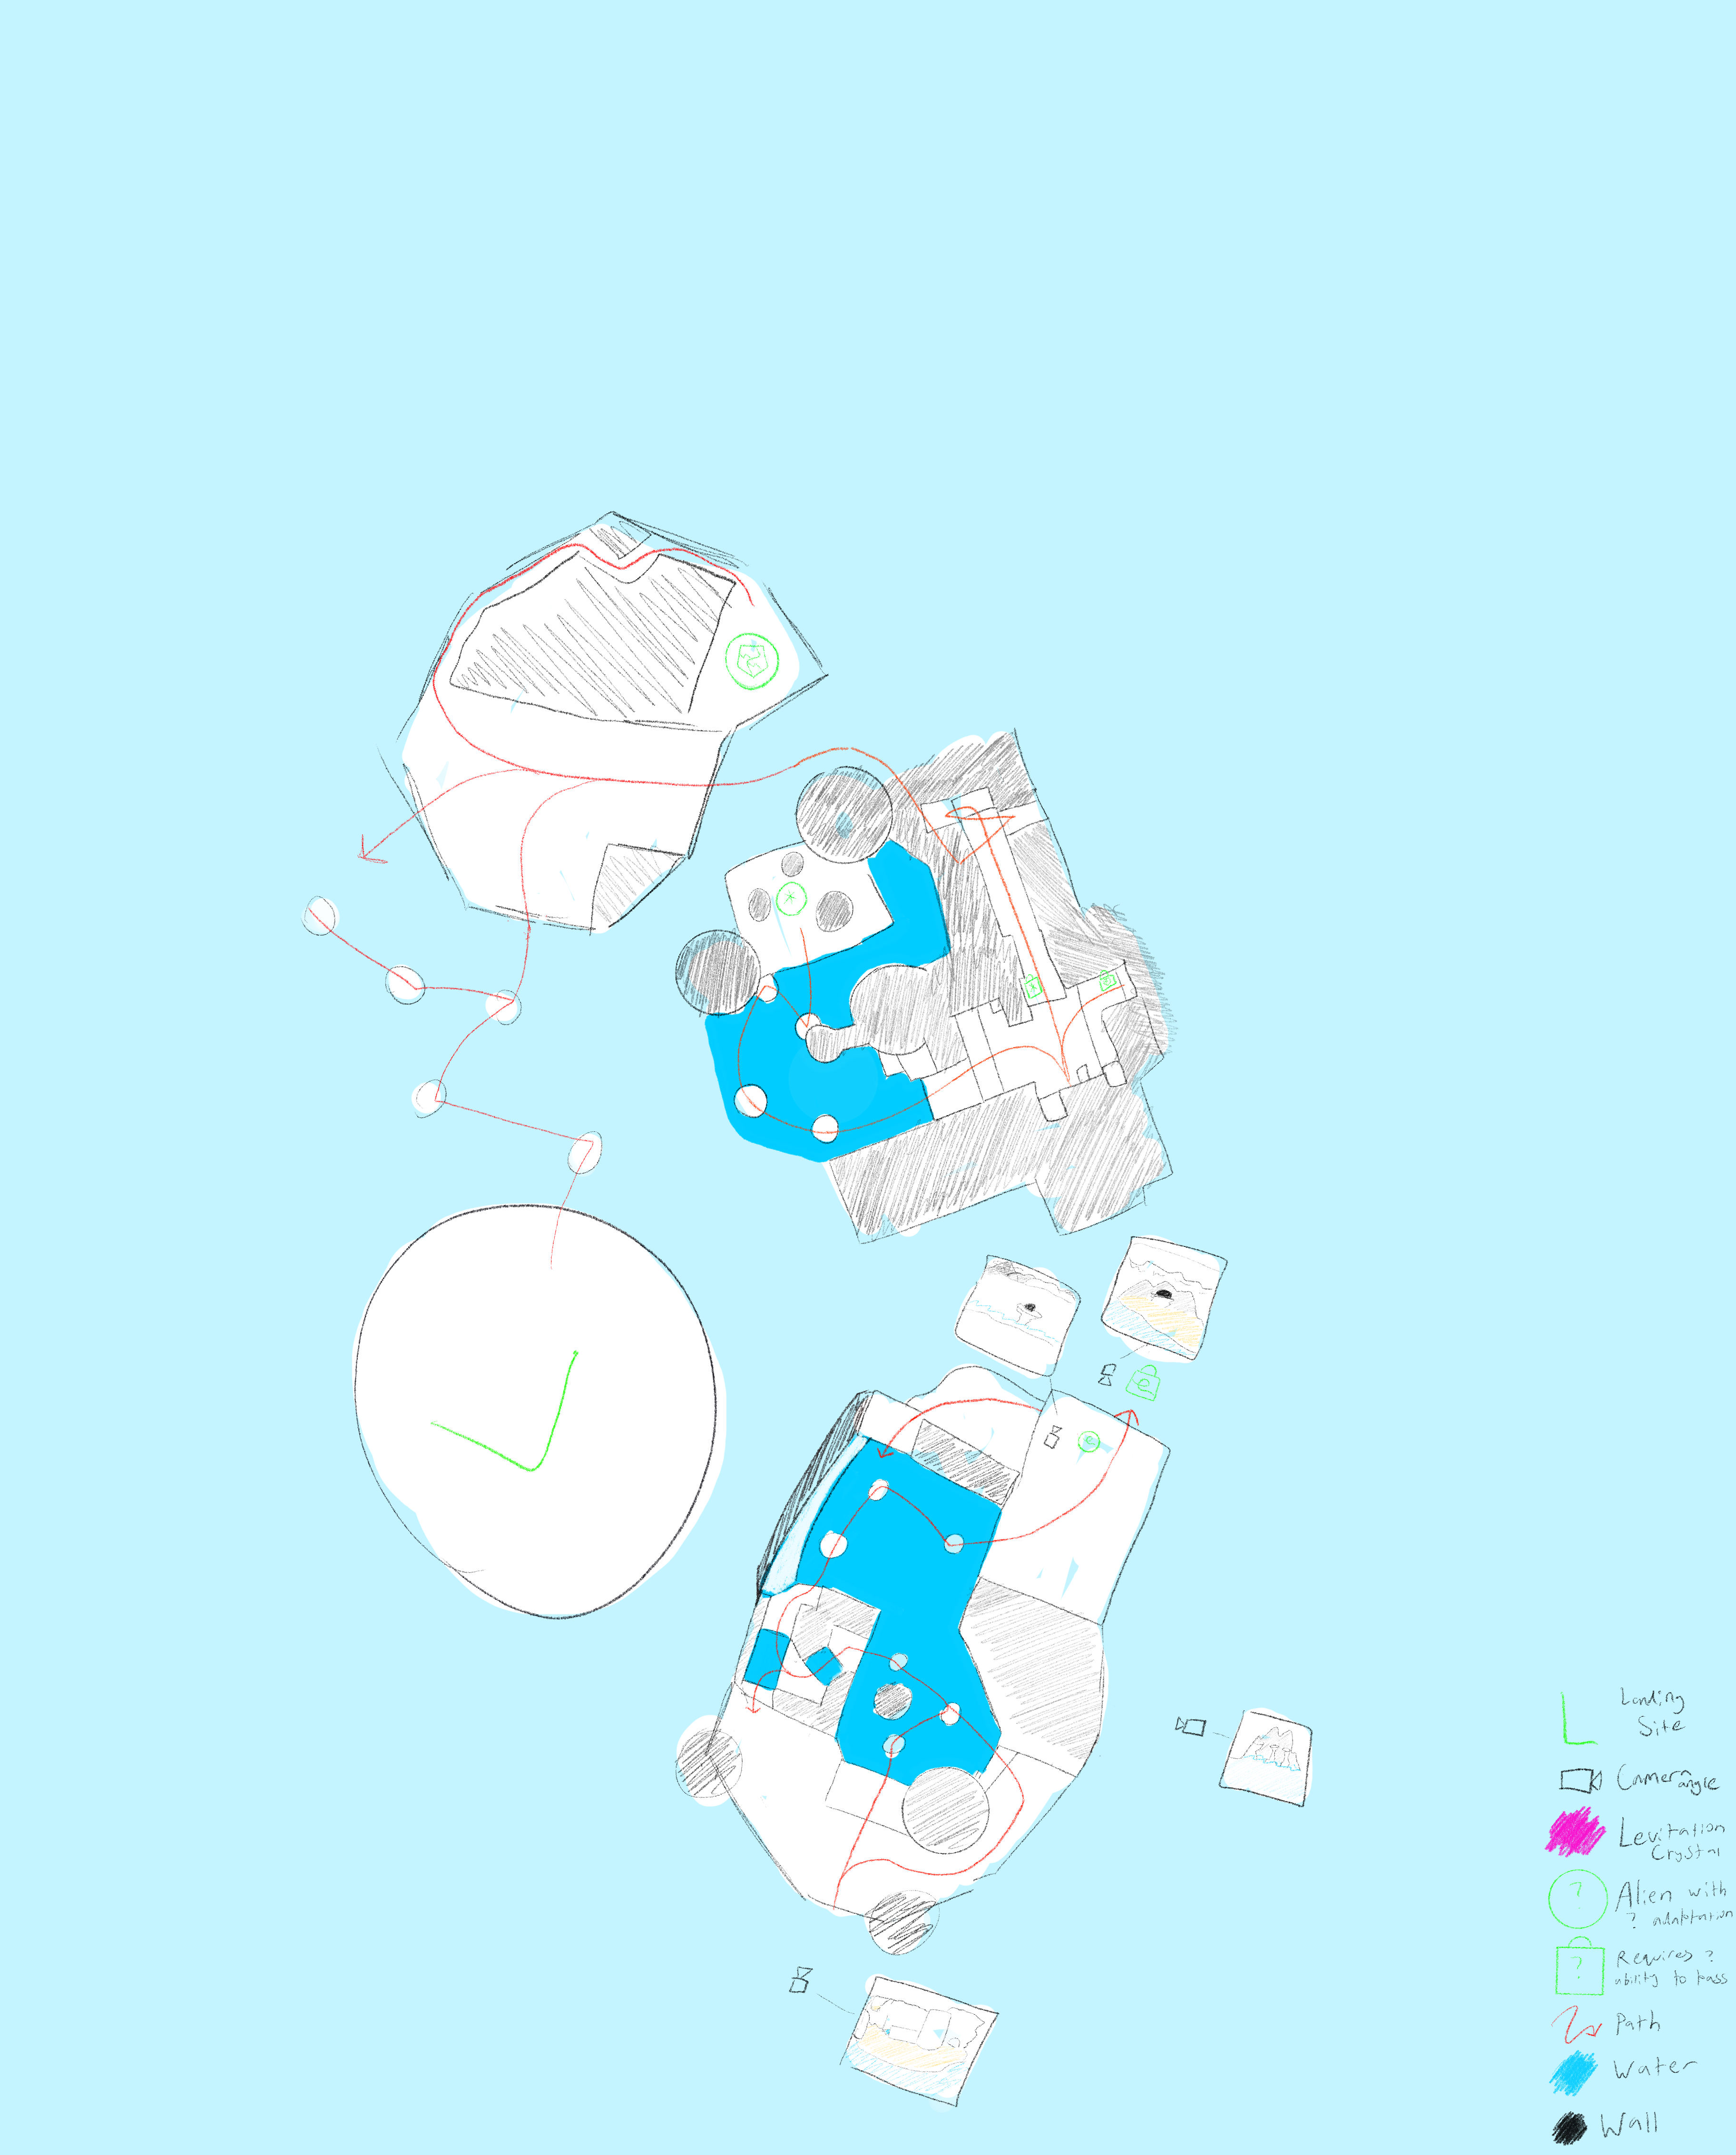 e
e
Landing
Site
Camera
angle
Levitation
Crystal
?
Alien with
? adaptation
?
Requires ?
ability to pass
Path
Water
Wall